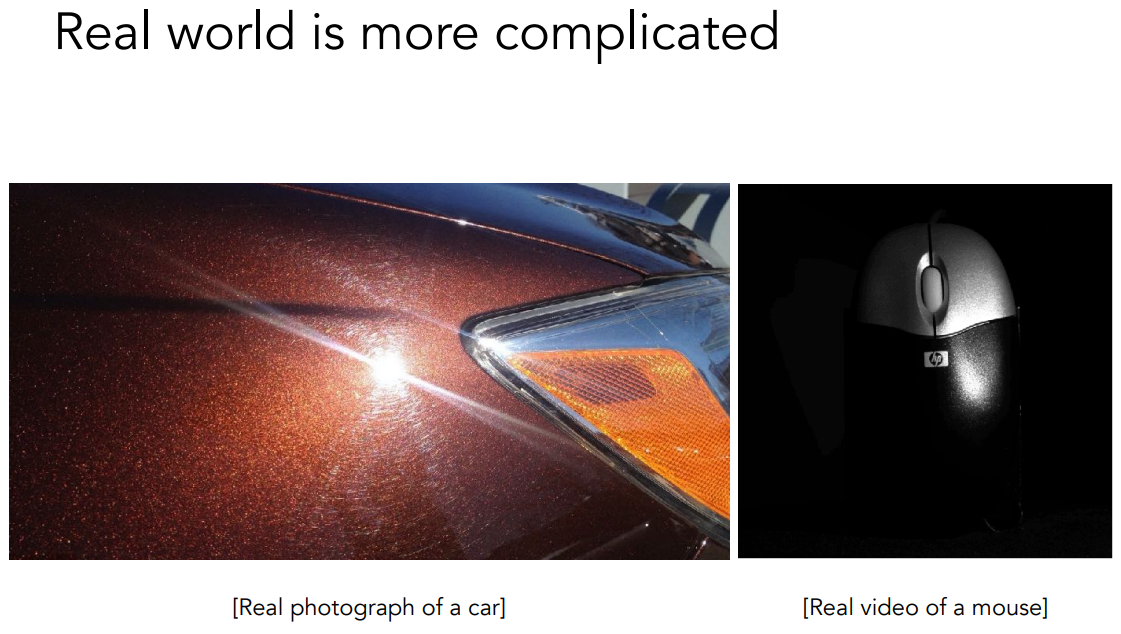 Real world is more complicated
hp
[Real photograph of a car]
[Real video of a mouse]